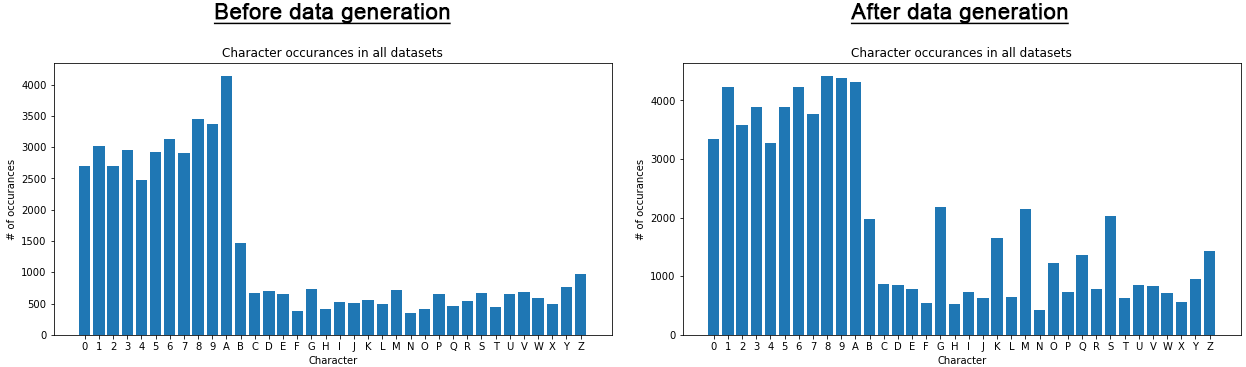 Before data generation
Character occurances in all datasets
# of occurances
4000
3500
3000
2500
2000
1500
1000
500
0
0 1 2 3 4 5 6 7 8 9 A B C D E F G H I J K L M N O P Q R S T U V W X Y Z
Character
After data generation
Character occurances in all datasets
# of occurances
4000
3000
2000
1000
0
0 1 2 3 4 5 6 7 8 9 A B C D E F G H I J K L M N O P Q R S T U V W X Y Z
Character